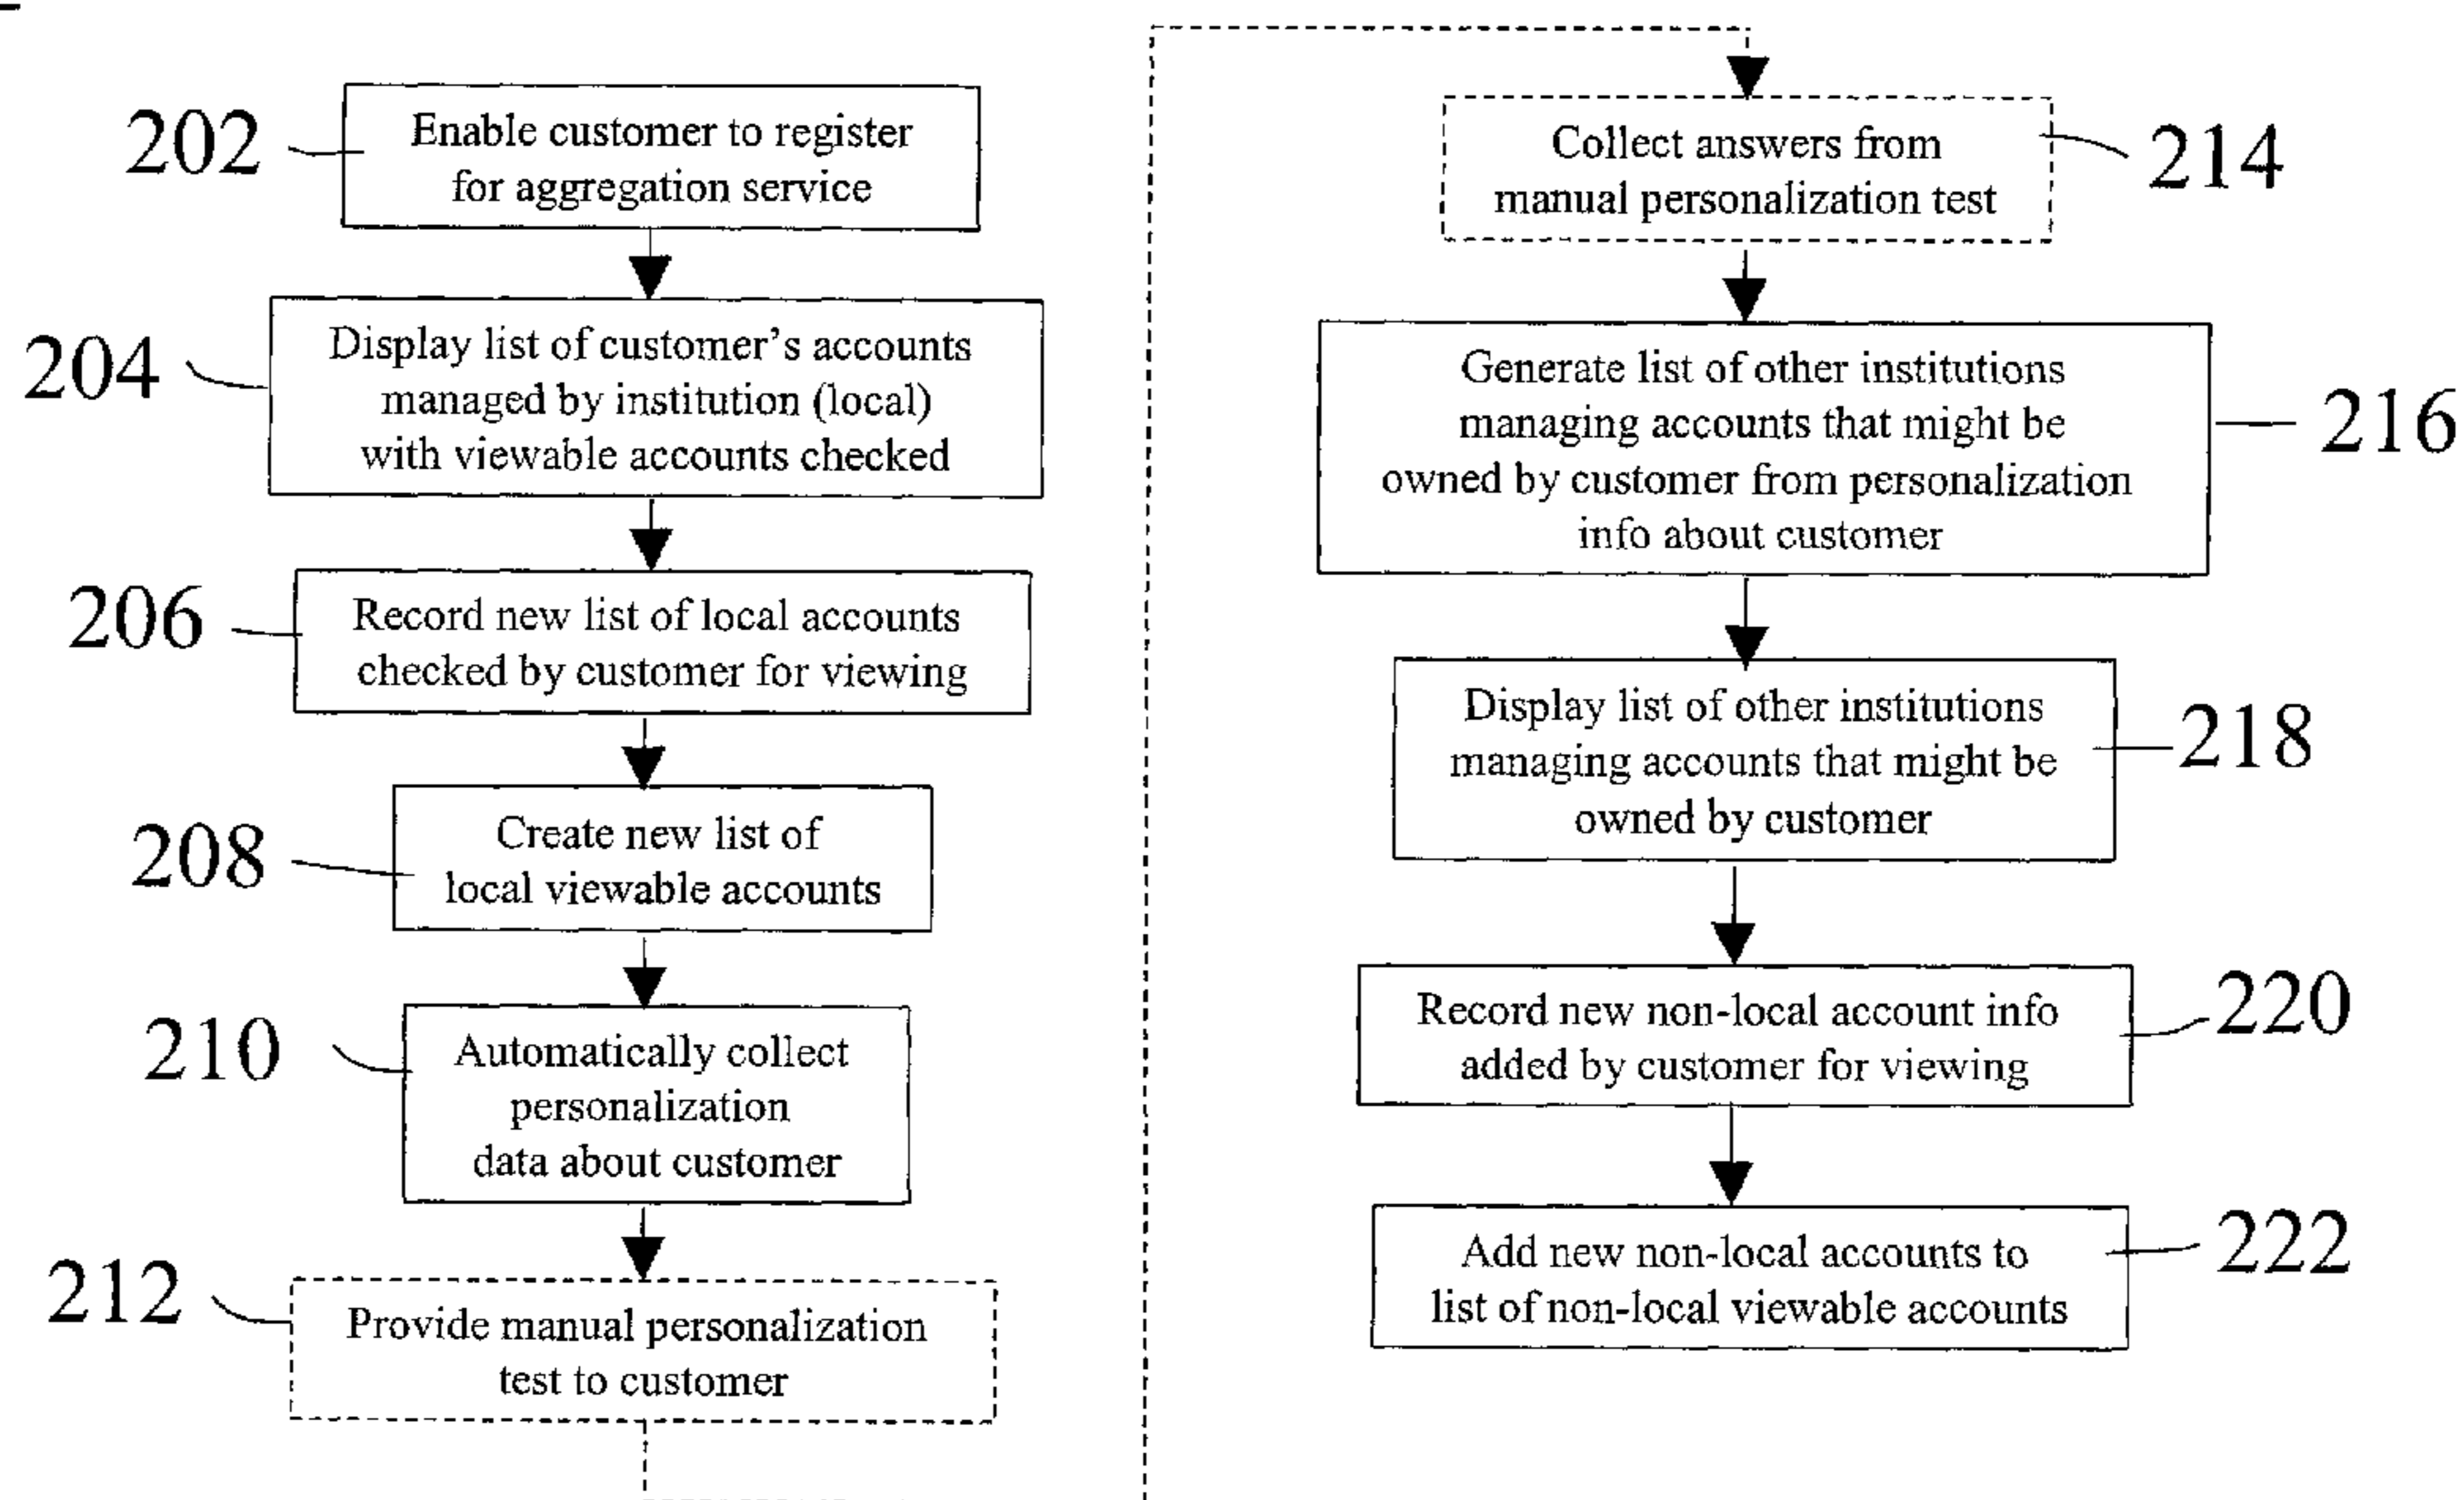 202
Enable customer to register
for aggregation service
204
Display list of customer’s accounts
managed by institution (local)
with viewable accounts checked
206
Record new list of local accounts
checked by customer for viewing
208
Create new list of
local viewable accounts
210
Automatically collect
personalization
data about customer
212
Provide manual personalization
test to customer
Collect answers from
manual personalization test
214
Generate list of other institutions
managing accounts that might be
owned by customer from personalization
info about customer
216
Display list of other institutions
managing accounts that might be
owned by customer
218
Record new non-local account info
added by customer for viewing
220
Add new non-local accounts to
list of non-local viewable accounts
222